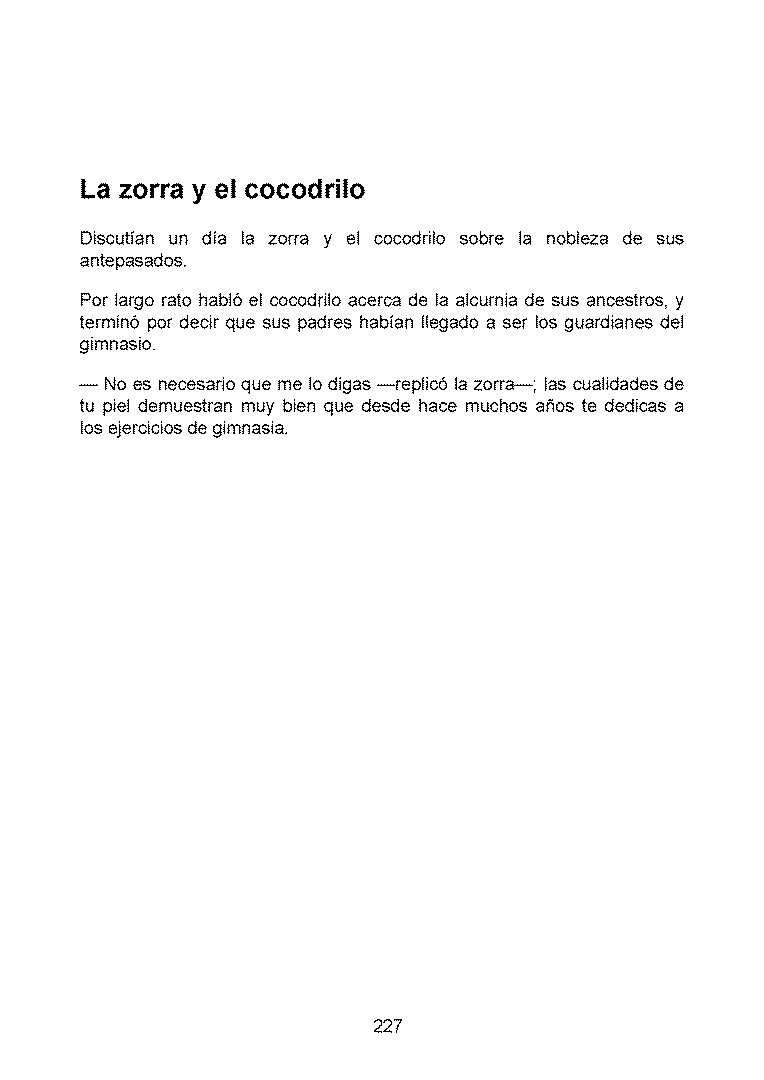 La zorra y el cocodrilo
Discutían un día la zorra y el cocodrilo sobre la nobleza de sus
antepasados.
Por largo rato habló el cocodrilo acerca de la alcurnia de sus ancestros, y
terminó por decir que sus padres habían llegado a ser los guardianes del
gimnasio.
— No es necesario que me lo digas —replicó la zorra—; las cualidades de
tu piel demuestran muy bien que desde hace muchos años te dedicas a
los ejercicios de gimnasia.
227